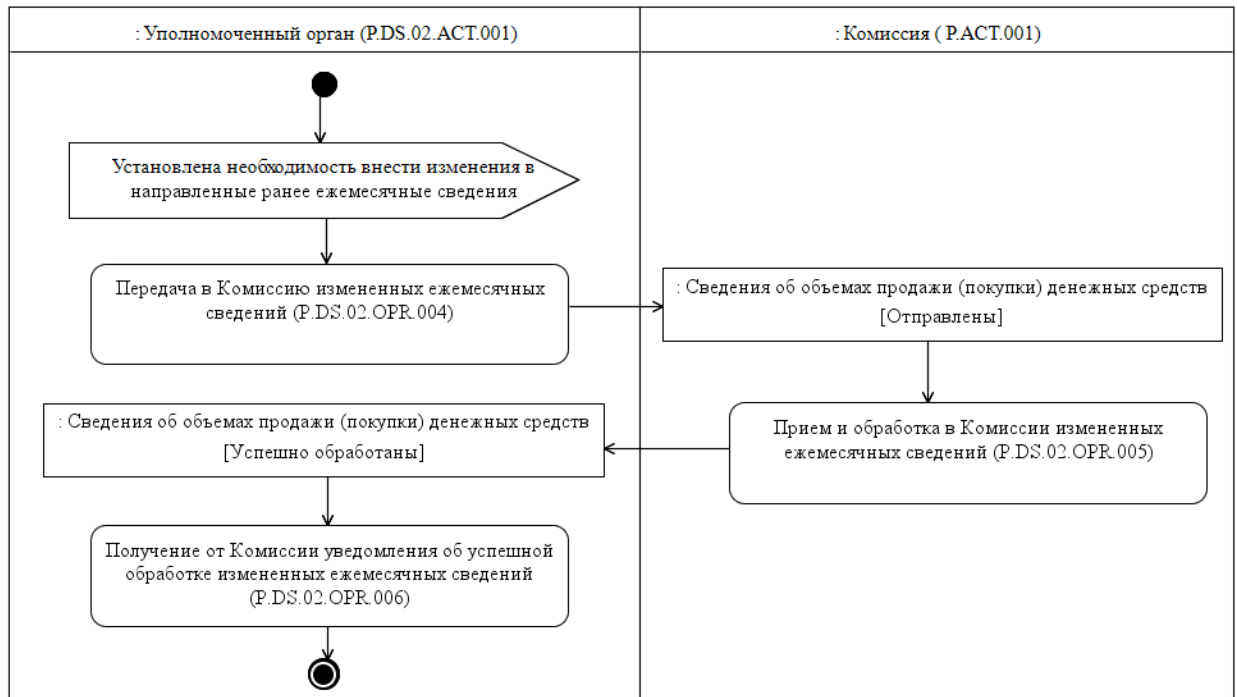 : Уполномоченный орган (P.DS.02.ACT.001)
: Комиссия ( P.ACT.001)
Установлена необходимость внести изменения в
направленные ранее ежемесячные сведения
Передача в Комиссию измененных ежемесячных
сведений (P.DS.02.OPR.004)
: Сведения об объемах продажи (покупки) денежных средств
[Отправлены]
Прием и обработка в Комиссии измененных
ежемесячных сведений (P.DS.02.OPR.005)
: Сведения об объемах продажи (покупки) денежных средств
[Успешно обработаны]
Получение от Комиссии уведомления об успешной
обработке измененных ежемесячных сведений
(P.DS.02.OPR.006)